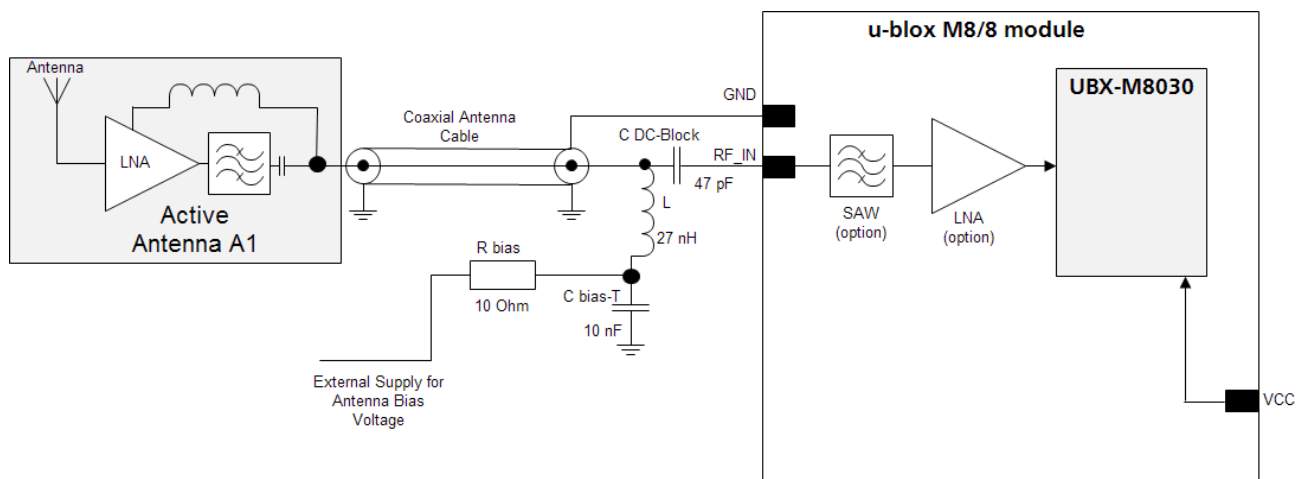 u-blox M8/8 module
Antenna
UBX-M8030
GND
Coaxial Antenna
Cable
C DC-Block
LNA
RF_IN
47 pF
L
SAW
(option)
LNA
(option)
Active
Antenna A1
27 nH
R bias
10 Ohm
C bias-T
10 nF
External Supply for
Antenna Bias
Voltage
VCC